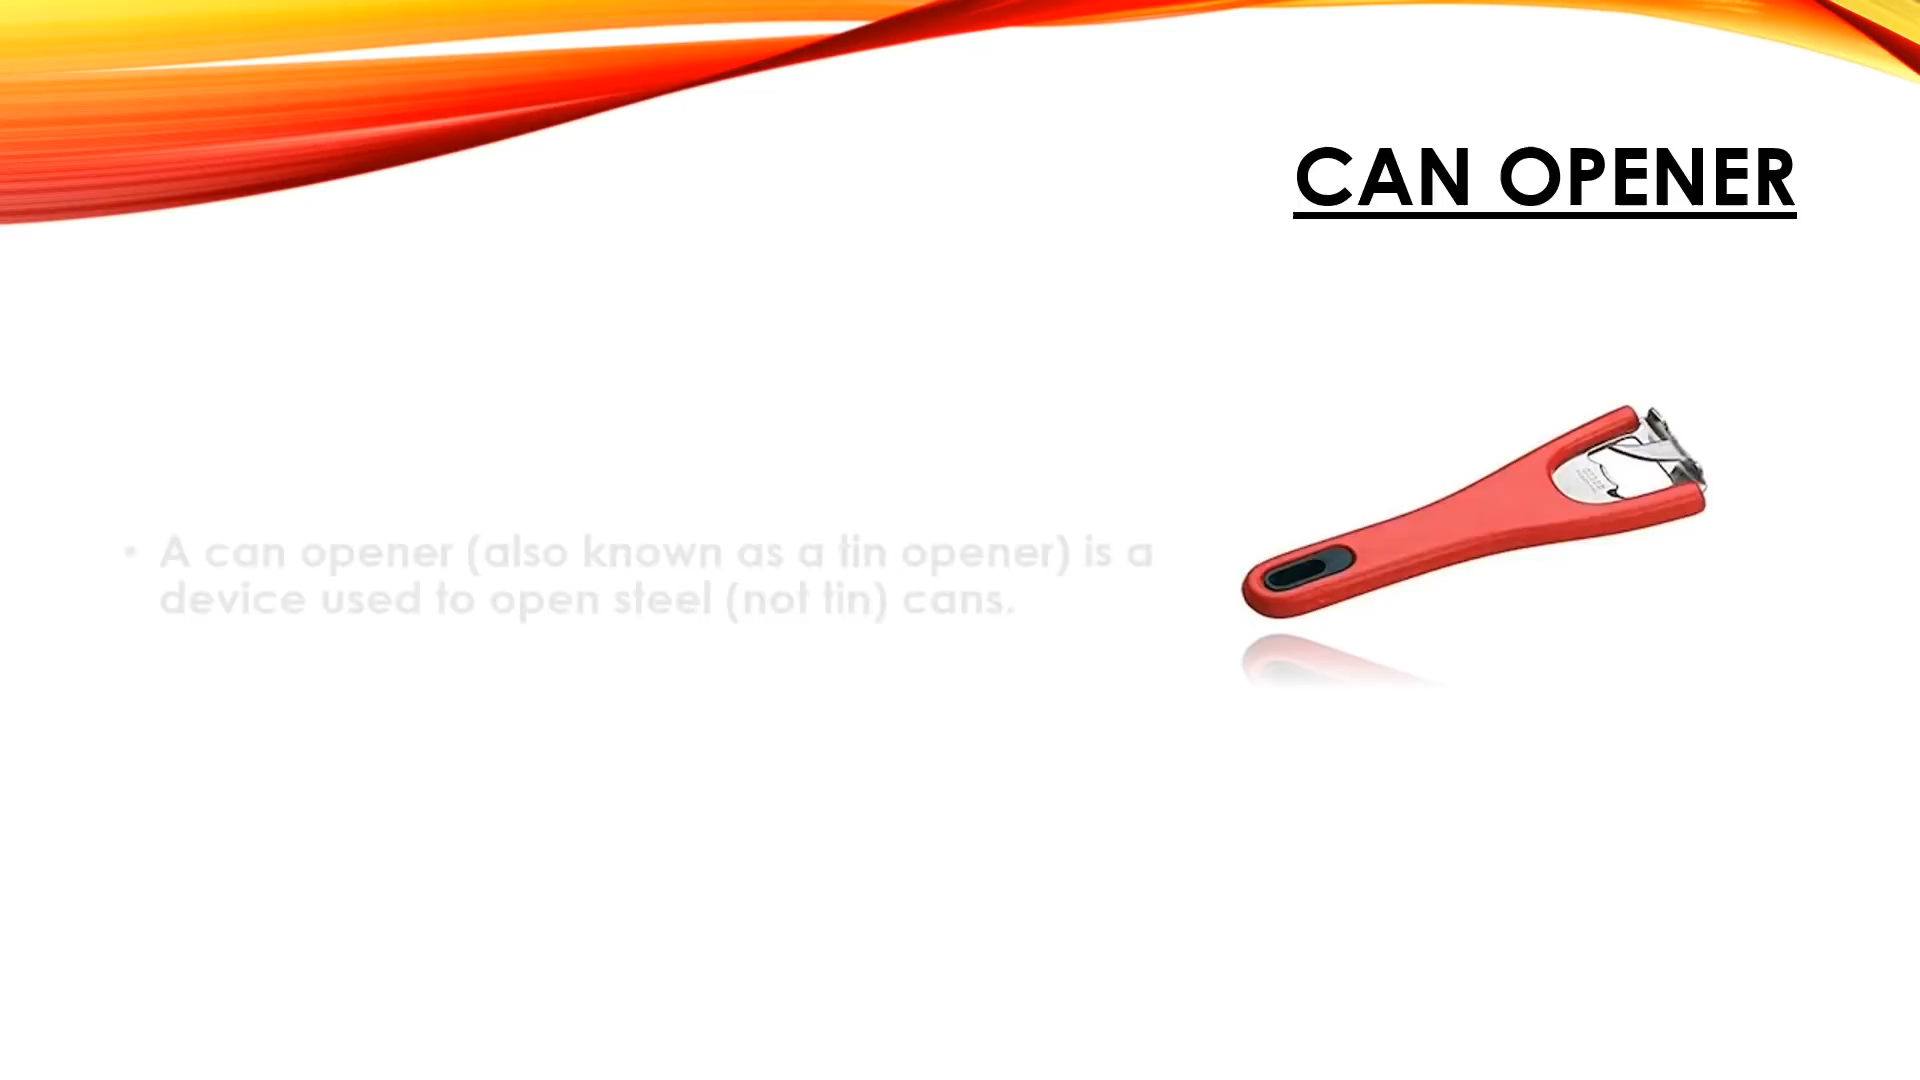 CAN OPENER
• A can opener (also known as a tin opener) is a
device used to open steel (not tin) cans.